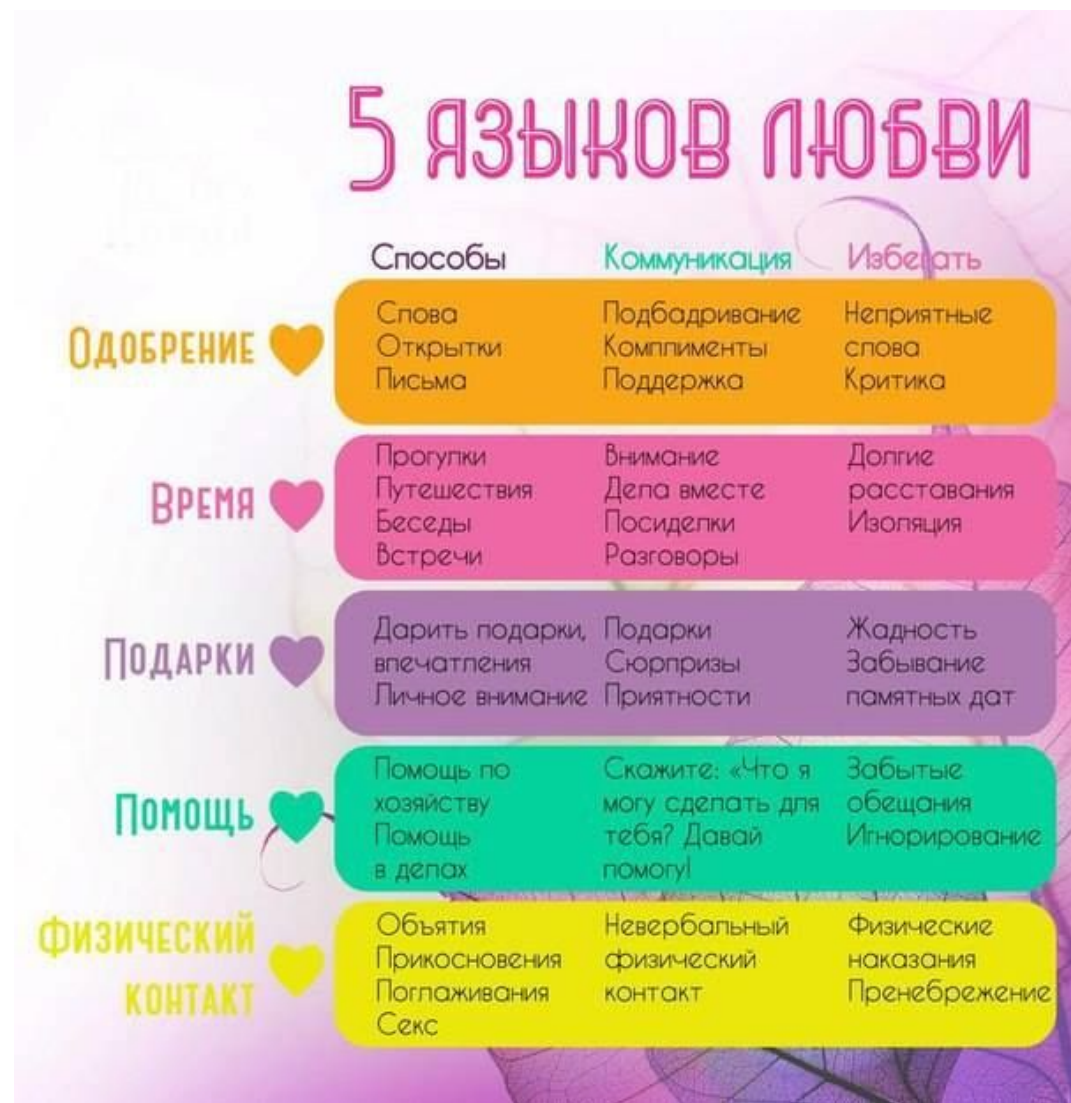 5 ЯЗЫКОВ ЛЮБВИ
Способы Коммуникация Избегать
ОДОБРЕНИЕ
Слова Подбадривание Неприятные
Открытки Комплименты слова
Письма Поддержка Критика
ВРЕМЯ
Прогулки Внимание Долгие
Путешествия Дела вместе расставания
Беседы Посиделки Изоляция
Встречи Разговоры
ПОДАРКИ
Дарить подарки, Подарки Жадность
впечатления Сюрпризы Забывание
Личное внимание Приятности памятных дат
ПОМОЩЬ
Помощь по Скажите: «Что я Забытые
хозяйству могу сделать для обещания
Помощь тебя? Давай Игнорирование
в делах помогу!
ФИЗИЧЕСКИЙ
КОНТАКТ
Объятия Невербальный Физические
Прикосновения физический наказания
Поглаживания контакт Пренебрежение
Секс